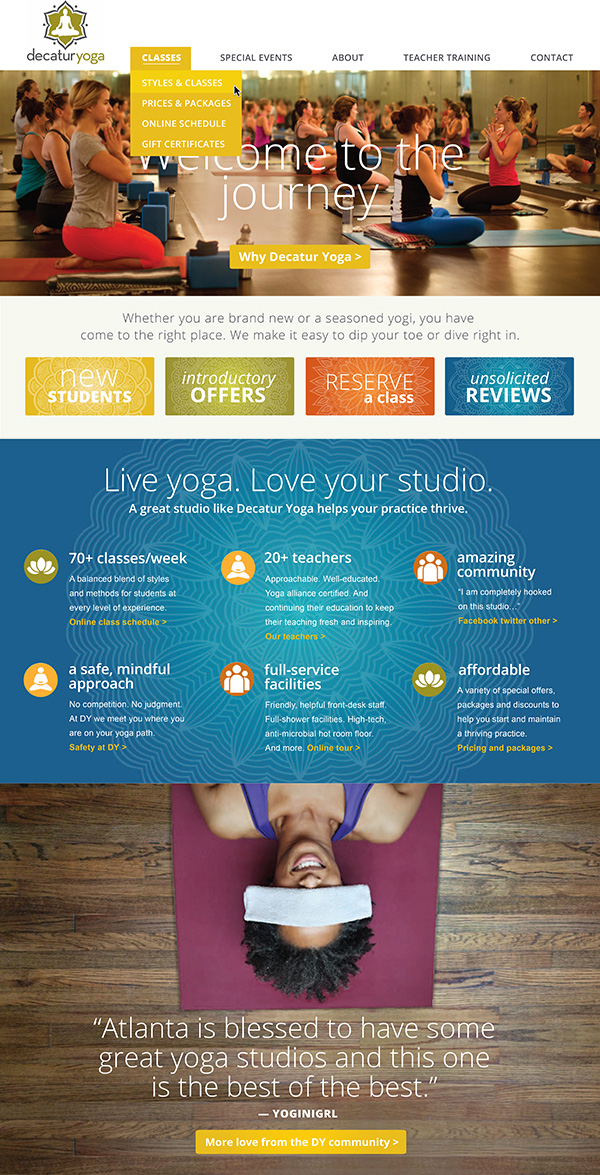 decaturyoga
CLASSES
SPECIAL EVENTS
ABOUT
TEACHER TRAINING
CONTACT
STYLES & CLASSES
PRICES & PACKAGES
ONLINE SCHEDULE
GIFT CERTIFICATES
Welcome to the
journey
Why Decatur Yoga >
Whether you are brand new or a seasoned yogi, you have
come to the right place. We make it easy to dip your toe or dive right in.
new
STUDENTS
introductory
OFFERS
RESERVE
a class
unsolicited
REVIEWS
Live yoga. Love your studio.
A great studio like Decatur Yoga helps your practice thrive.
70+ classes/week
A balanced blend of styles
and methods for students at
every level of experience.
Online class schedule >
20+ teachers
Approachable. Well-educated.
Yoga alliance certified. And
continuing their education to keep
their teaching fresh and inspiring.
Our teachers >
amazing
community
“I am completely hooked
on this studio…”
Facebook twitter other >
a safe, mindful
approach
No competition. No judgment.
At DY we meet you where you
are on your yoga path.
Safety at DY >
full-service
facilities
Friendly, helpful front-desk staff.
Full-shower facilities. High-tech,
anti-microbial hot room floor.
And more. Online tour >
affordable
A variety of special offers,
packages and discounts to
help you start and maintain
a thriving practice.
Pricing and packages >
“Atlanta is blessed to have some
great yoga studios and this one
is the best of the best.”
— YOGINIGRL
More love from the DY community >